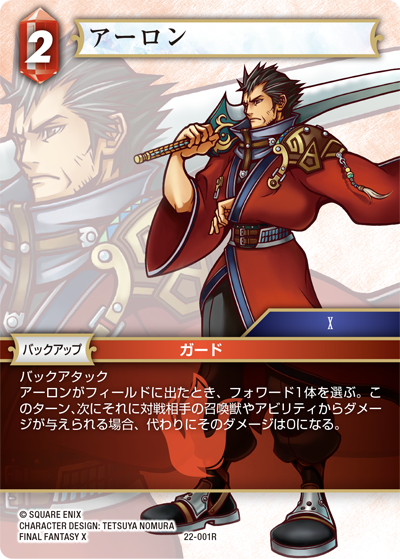 2
アーロン
X
バックアップ
ガード
バックアタック
アーロンがフィールドに出たとき、フォワード1体を選ぶ。こ
のターン、次にそれに対戦相手の召喚獣やアビリティからダメー
ジが与えられる場合、代わりにそのダメージは0になる。
© SQUARE ENIX
CHARACTER DESIGN: TETSUYA NOMURA
FINAL FANTASY X
22-001R